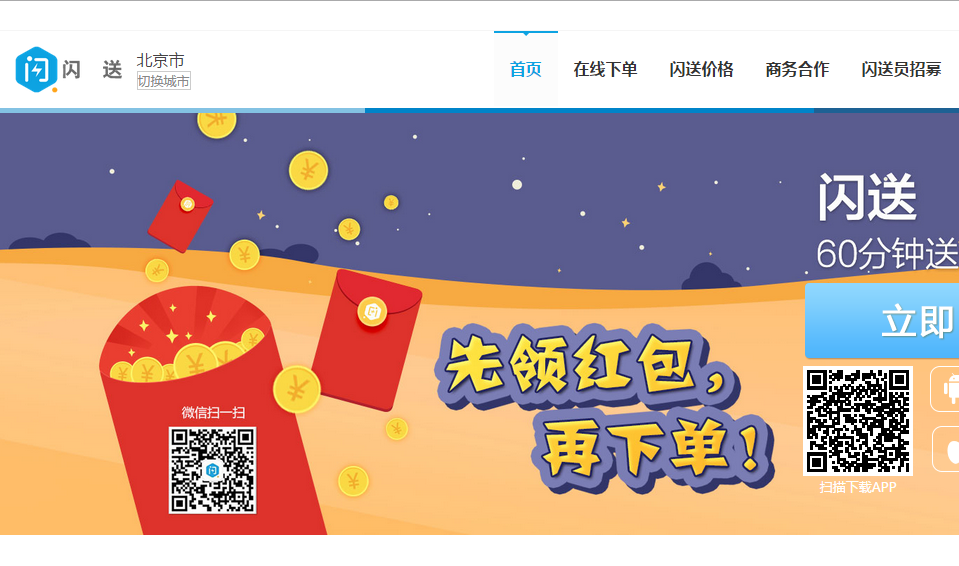 闪 送
北京市
切换城市
首页 在线下单 闪送价格 商务合作 闪送员招募
闪送
60分钟送
立即
先领红包，
再下单！
微信扫一扫
扫描下载APP